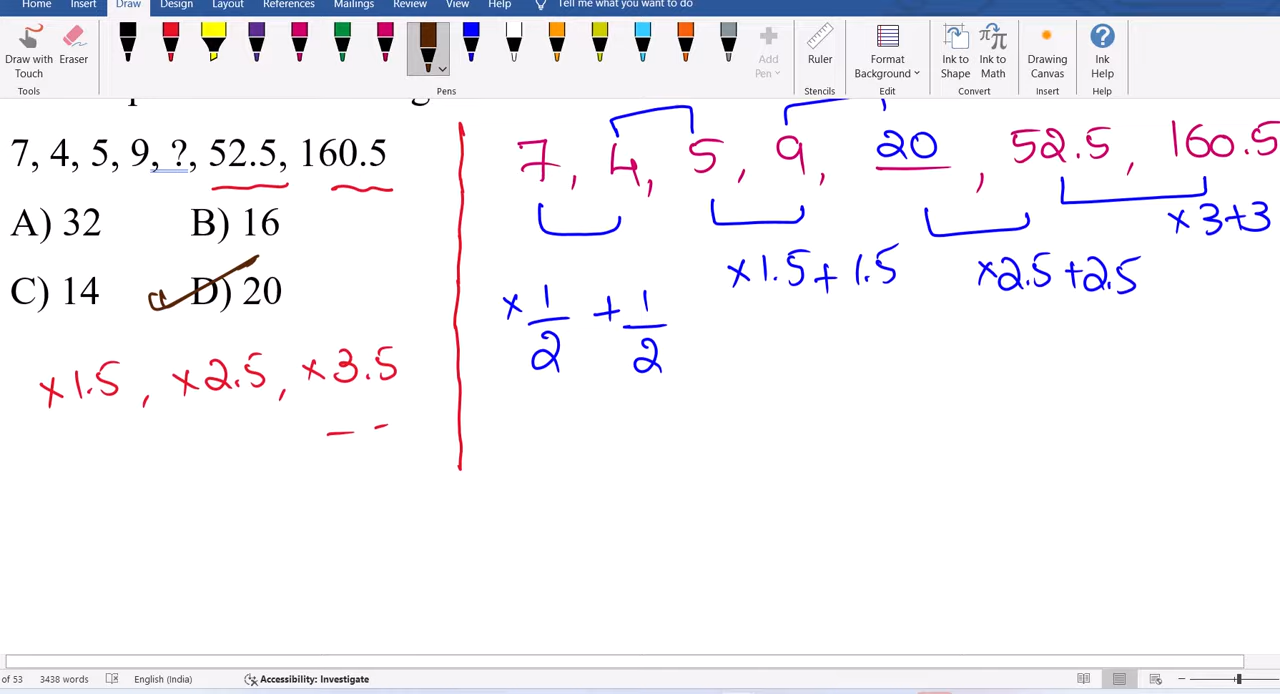 Home Insert Draw Design Layout References Mailings Review View Help Tell me what you want to do
Draw with Touch
Eraser
Add Pen
Ruler
Format Background
Ink to Shape
Ink to Math
Drawing Canvas
Ink Help
Tools
Pens
Stencils
Edit
Convert
Insert
Help
7, 4, 5, 9, ?, 52.5, 160.5
A) 32 B) 16
C) 14 D) 20
×1.5, ×2.5, ×3.5
7, 4, 5, 9, 20, 52.5, 160.5
×3+3
×1.5+1.5 ×2.5+2.5
×1/2 + 1/2
of 53 3438 words English (India) Accessibility: Investigate